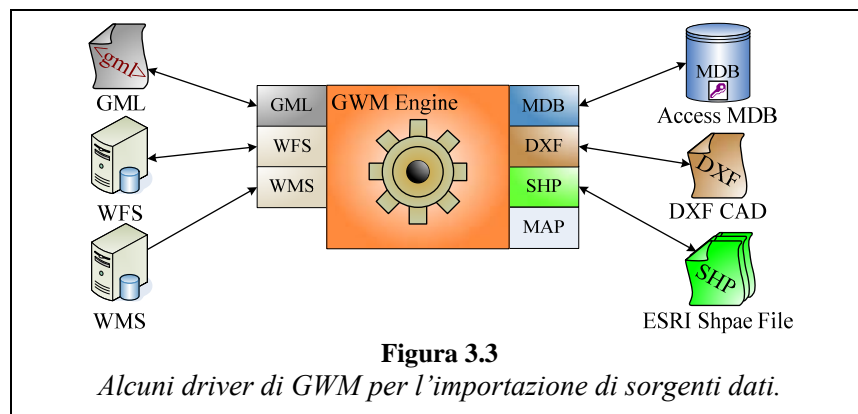 <gml>
GML
WFS
WMS
GML
WFS
WMS
GWM Engine
MDB
DXF
SHP
MAP
MDB
Access MDB
DXF
DXF CAD
SHP
ESRI Shpae File
Figura 3.3
Alcuni driver di GWM per l’importazione di sorgenti dati.